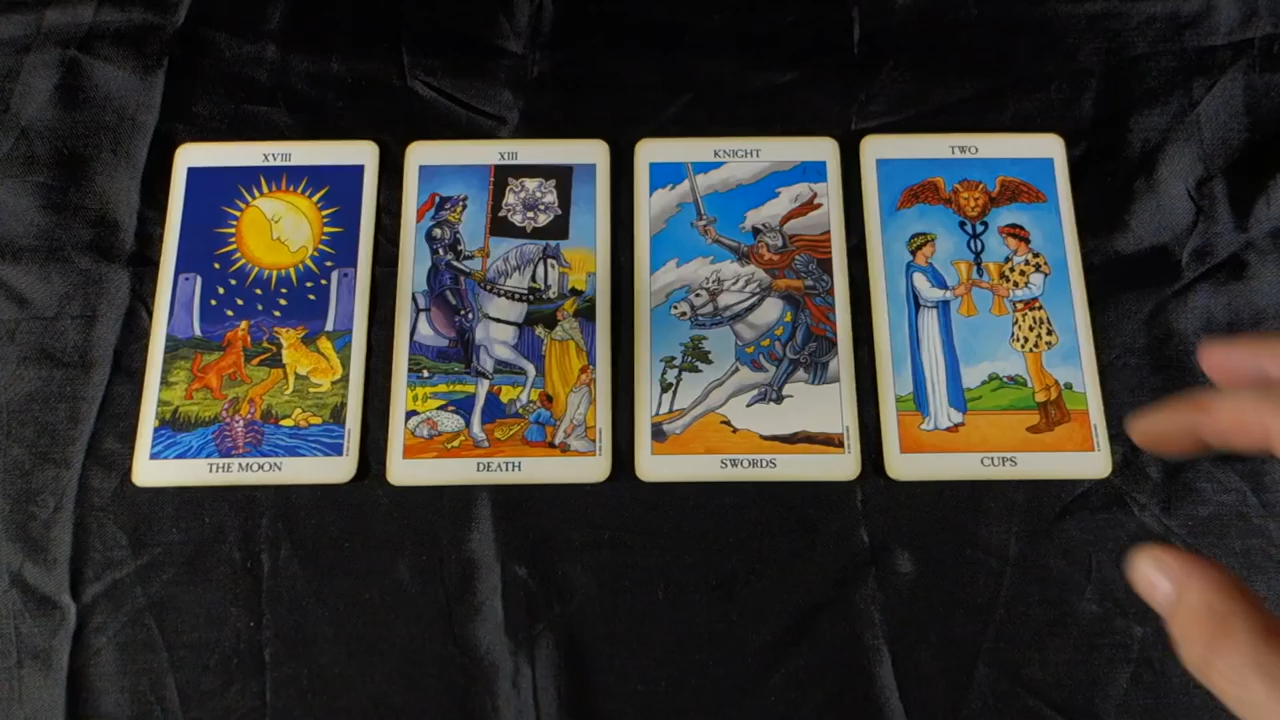 XVIII
THE MOON
XIII
DEATH
KNIGHT
SWORDS
TWO
CUPS